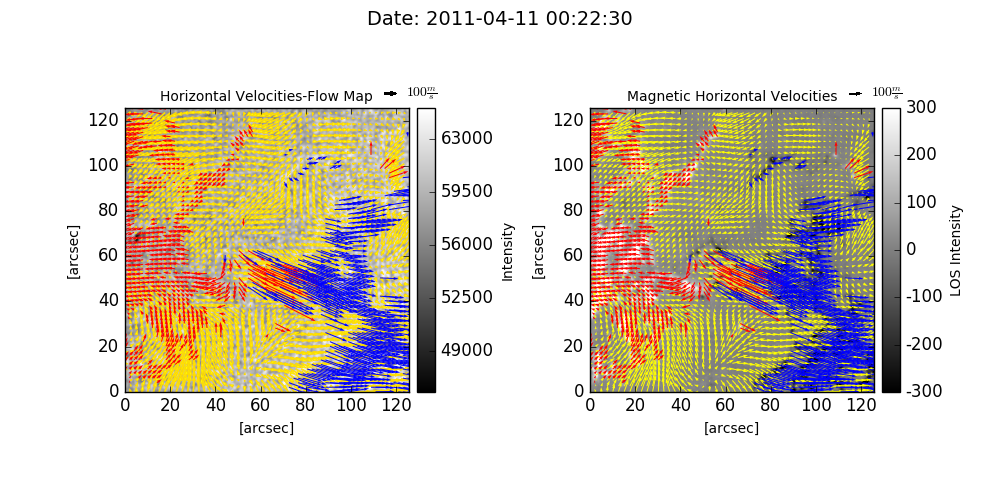 Date: 2011-04-11 00:22:30
Horizontal Velocities-Flow Map
100 m/s
Magnetic Horizontal Velocities
100 m/s
120
100
80
60
40
20
0
[arcsec]
0 20 40 60 80 100 120
[arcsec]
63000
59500
56000
52500
49000
Intensity
120
100
80
60
40
20
0
[arcsec]
0 20 40 60 80 100 120
[arcsec]
300
200
100
0
-100
-200
-300
LOS Intensity